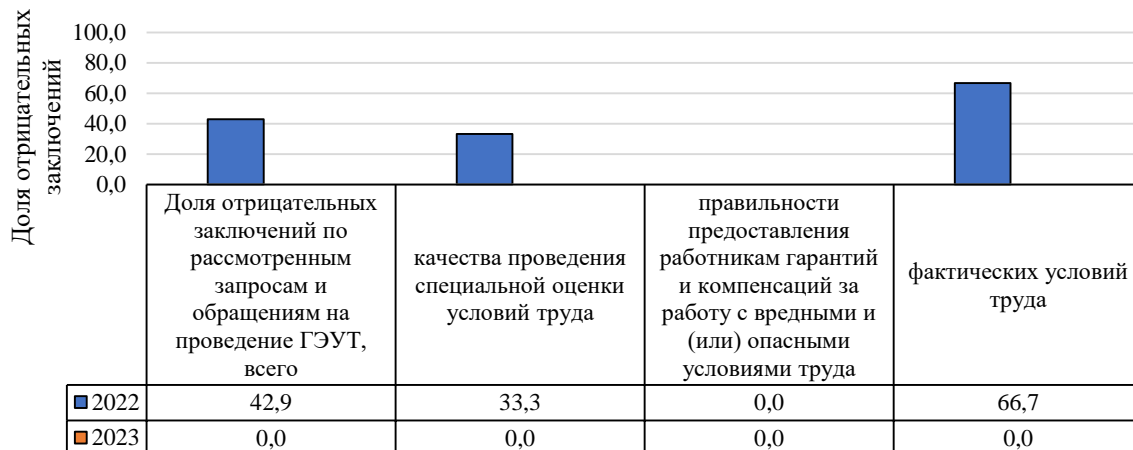 Доля отрицательных
заключений
100,0
80,0
60,0
40,0
20,0
0,0
Доля отрицательных
заключений по
рассмотренным
запросам и
обращениям на
проведение ГЭУТ,
всего
качества проведения
специальной оценки
условий труда
правильности
предоставления
работникам гарантий
и компенсаций за
работу с вредными и
(или) опасными
условиями труда
фактических условий
труда
2022 42,9 33,3 0,0 66,7
2023 0,0 0,0 0,0 0,0